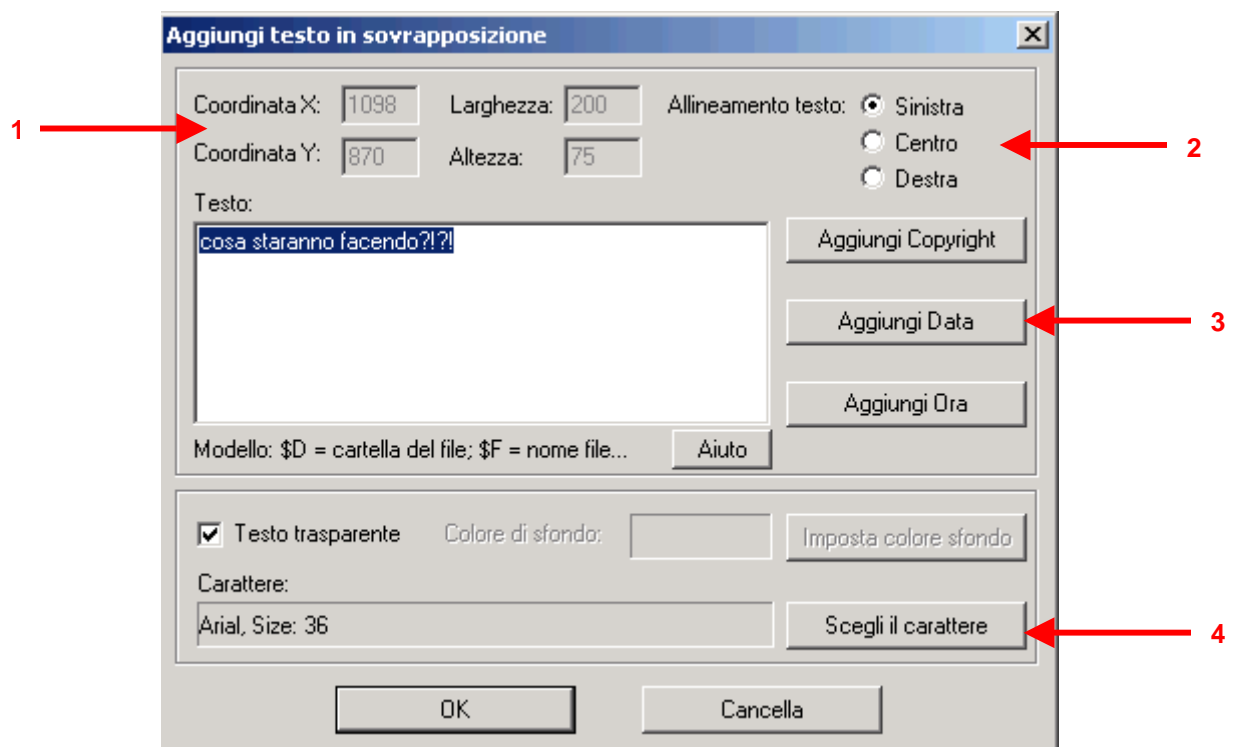 Aggiungi testo in sovrapposizione
Coordinata X: 1098 Larghezza: 200 Allineamento testo: Sinistra
1
Coordinata Y: 870 Altezza: 75 Centro
2
Destra
Testo:
cosa staranno facendo?!?!
Aggiungi Copyright
Aggiungi Data
3
Aggiungi Ora
Modello: $D = cartella del file; $F = nome file... Aiuto
Testo trasparente Colore di sfondo: Imposta colore sfondo
Carattere:
Arial, Size: 36 Scegli il carattere
4
OK Cancella